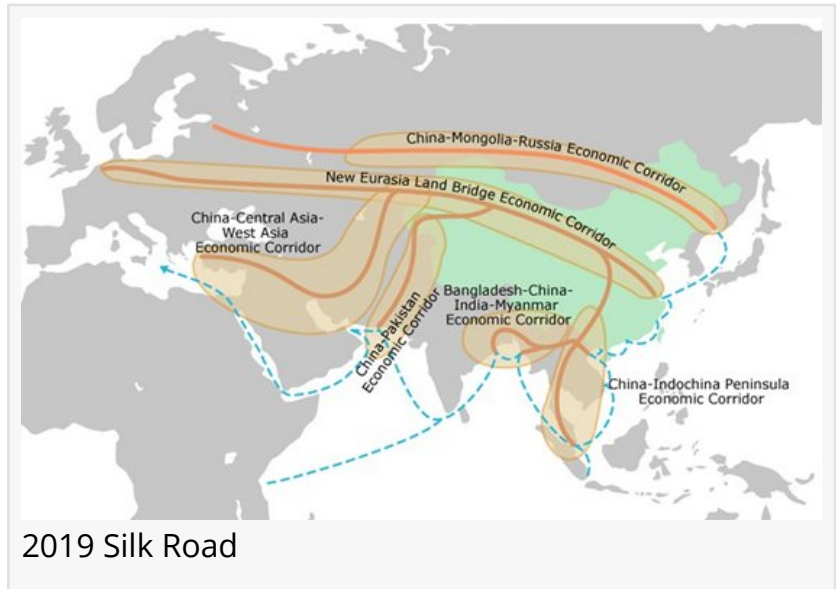 China-Mongolia-Russia Economic Corridor
New Eurasia Land Bridge Economic Corridor
China-Central Asia-
West Asia
Economic Corridor
China-Pakistan
Economic Corridor
Bangladesh-China-
India-Myanmar
Economic Corridor
China-Indochina Peninsula
Economic Corridor
2019 Silk Road